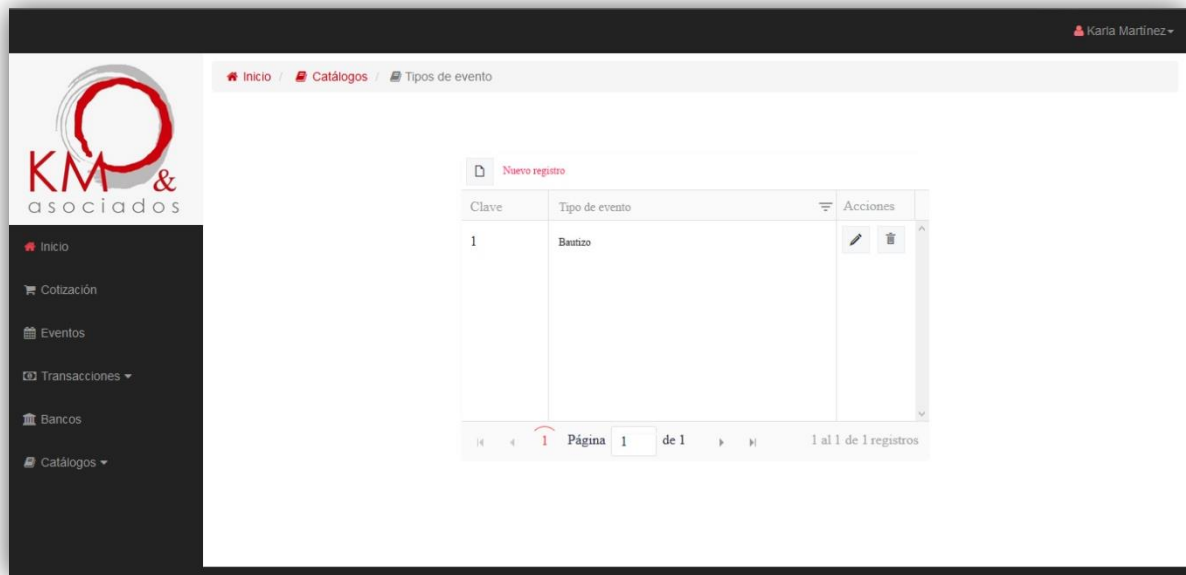 Karla Martínez
KM &
asociados
Inicio / Catálogos / Tipos de evento
Inicio
Cotización
Eventos
Transacciones
Bancos
Catálogos
Nuevo registro
Clave Tipo de evento Acciones
1 Bautizo
1 Página 1 de 1 1 al 1 de 1 registros